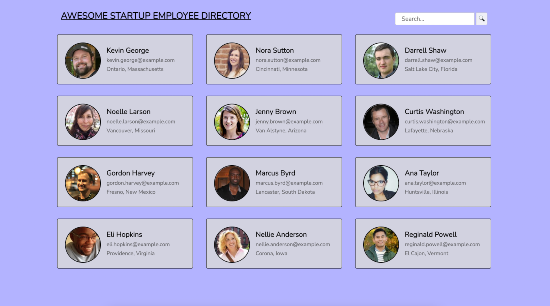 AWESOME STARTUP EMPLOYEE DIRECTORY
Search...
Kevin George
kevin.george@example.com
Ontario, Massachusetts
Nora Sutton
nora.sutton@example.com
Cincinnati, Minnesota
Darrell Shaw
darrell.shaw@example.com
Salt Lake City, Florida
Noelle Larson
noelle.larson@example.com
Vancouver, Missouri
Jenny Brown
jenny.brown@example.com
Van Alstyne, Arizona
Curtis Washington
curtis.washington@example.com
Lafayette, Nebraska
Gordon Harvey
gordon.harvey@example.com
Fresno, New Mexico
Marcus Byrd
marcus.byrd@example.com
Lancaster, South Dakota
Ana Taylor
ana.taylor@example.com
Huntsville, Illinois
Eli Hopkins
eli.hopkins@example.com
Providence, Virginia
Nellie Anderson
nellie.anderson@example.com
Corona, Iowa
Reginald Powell
reginald.powell@example.com
El Cajon, Vermont